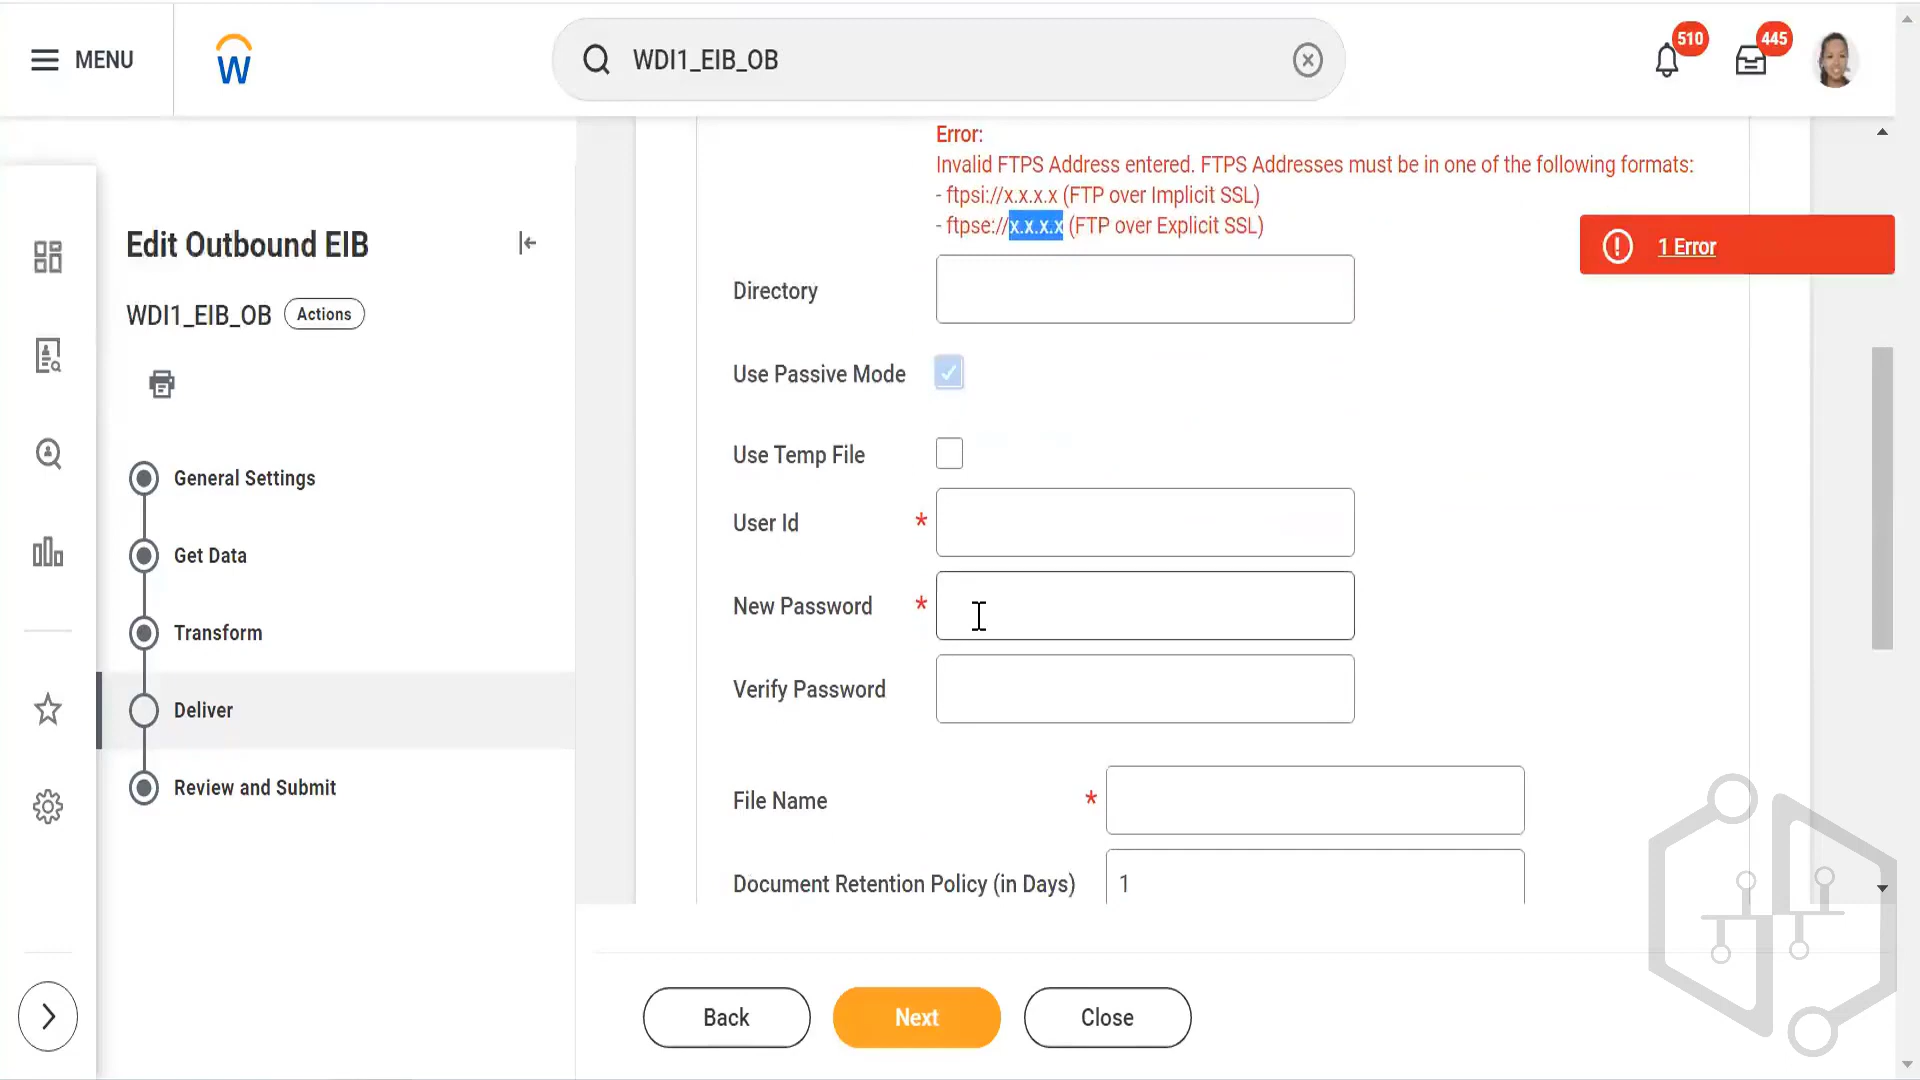 MENU
WDI1_EIB_OB
510
445
Error:
Invalid FTPS Address entered. FTPS Addresses must be in one of the following formats:
- ftpsi://x.x.x.x (FTP over Implicit SSL)
- ftpse://x.x.x.x (FTP over Explicit SSL)
1 Error
Edit Outbound EIB
WDI1_EIB_OB Actions
General Settings
Get Data
Transform
Deliver
Review and Submit
Directory
Use Passive Mode
Use Temp File
User Id *
New Password *
Verify Password
File Name *
Document Retention Policy (in Days) 1
Back
Next
Close